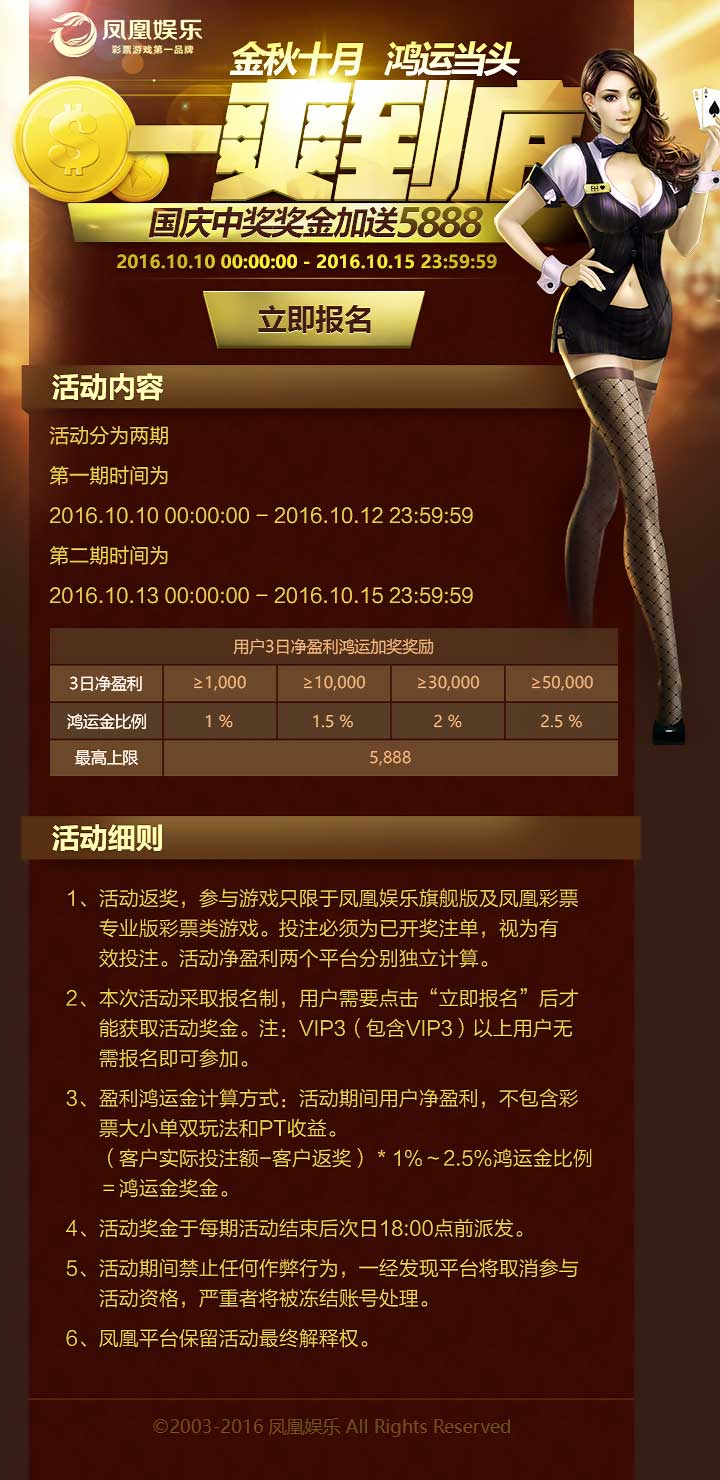 凤凰娱乐
彩票游戏第一品牌
金秋十月 鸿运当头
一爽到底
国庆中奖奖金加送5888
2016.10.10 00:00:00 - 2016.10.15 23:59:59
立即报名
活动内容
活动分为两期
第一期时间为
2016.10.10 00:00:00 – 2016.10.12 23:59:59
第二期时间为
2016.10.13 00:00:00 – 2016.10.15 23:59:59
用户3日净盈利鸿运加奖奖励
3日净盈利 ≥1,000 ≥10,000 ≥30,000 ≥50,000
鸿运金比例 1 % 1.5 % 2 % 2.5 %
最高上限 5,888
活动细则
1、活动返奖，参与游戏只限于凤凰娱乐旗舰版及凤凰彩票
专业版彩票类游戏。投注必须为已开奖注单，视为有
效投注。活动净盈利两个平台分别独立计算。
2、本次活动采取报名制，用户需要点击“立即报名”后才
能获取活动奖金。注：VIP3（包含VIP3）以上用户无
需报名即可参加。
3、盈利鸿运金计算方式：活动期间用户净盈利，不包含彩
票大小单双玩法和PT收益。
（客户实际投注额–客户返奖）* 1%～2.5%鸿运金比例
＝鸿运金奖金。
4、活动奖金于每期活动结束后次日18:00点前派发。
5、活动期间禁止任何作弊行为，一经发现平台将取消参与
活动资格，严重者将被冻结账号处理。
6、凤凰平台保留活动最终解释权。
©2003-2016 凤凰娱乐 All Rights Reserved